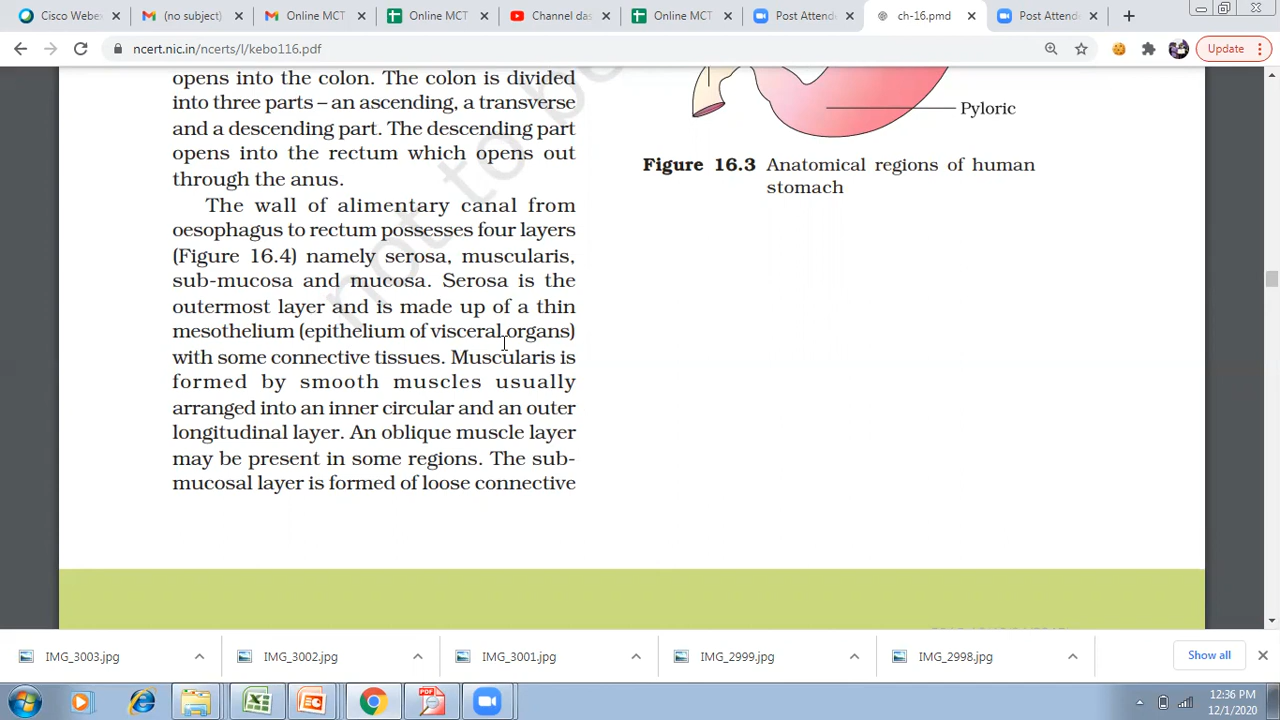 Cisco Webex
(no subject)
Online MCT
Online MCT
Channel das
Online MCT
Post Attend
ch-16.pmd
Post Attend
ncert.nic.in/ncerts/l/kebo116.pdf
Update
opens into the colon. The colon is divided
into three parts – an ascending, a transverse
and a descending part. The descending part
opens into the rectum which opens out
through the anus.
The wall of alimentary canal from
oesophagus to rectum possesses four layers
(Figure 16.4) namely serosa, muscularis,
sub-mucosa and mucosa. Serosa is the
outermost layer and is made up of a thin
mesothelium (epithelium of visceral organs)
with some connective tissues. Muscularis is
formed by smooth muscles usually
arranged into an inner circular and an outer
longitudinal layer. An oblique muscle layer
may be present in some regions. The sub-
mucosal layer is formed of loose connective
not to be
Pyloric
Figure 16.3 Anatomical regions of human
stomach
IMG_3003.jpg
IMG_3002.jpg
IMG_3001.jpg
IMG_2999.jpg
IMG_2998.jpg
Show all
12:36 PM
12/1/2020